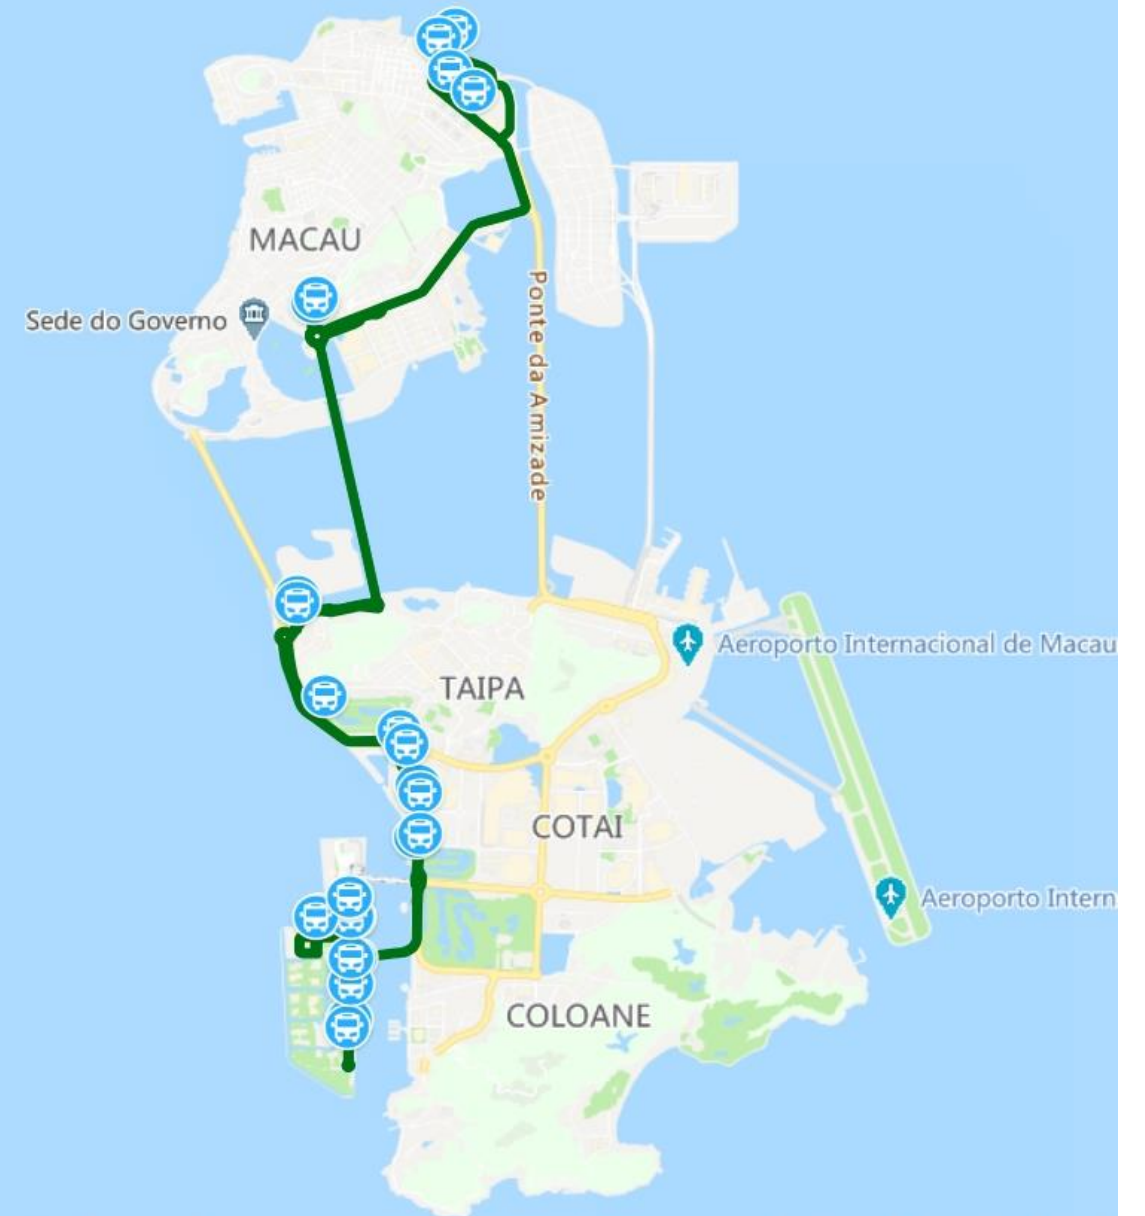 MACAU
Sede do Governo
Ponte da Amizade
Aeroporto Internacional de Macau
TAIPA
COTAI
Aeroporto Intern
COLOANE